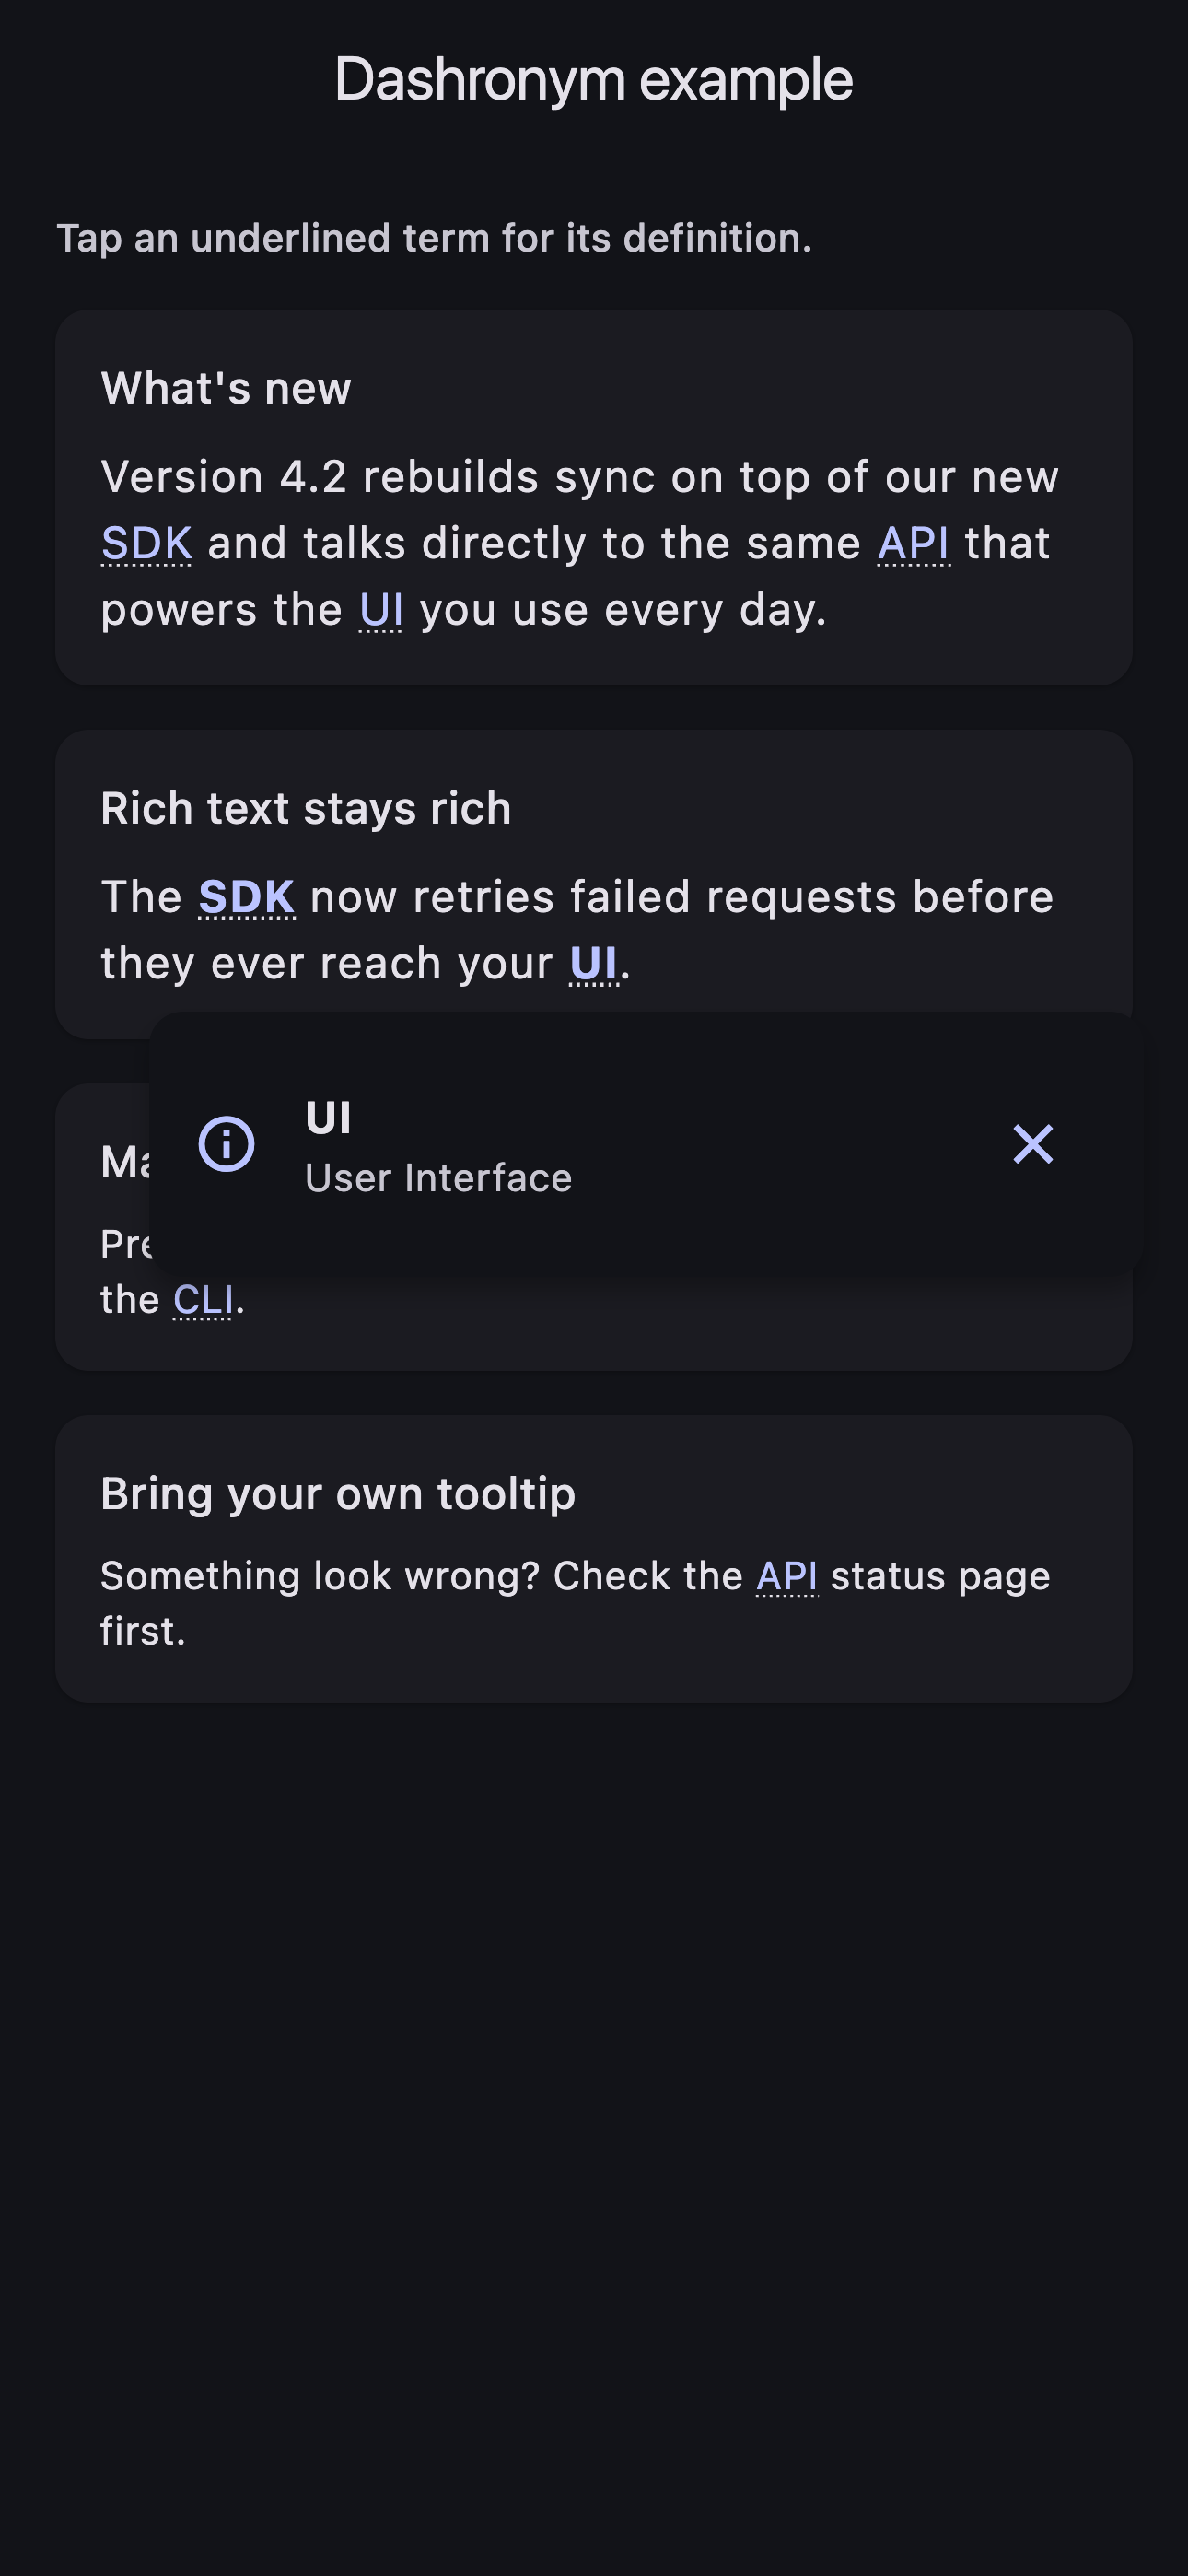 Dashronym example
Tap an underlined term for its definition.
What's new
Version 4.2 rebuilds sync on top of our new
SDK and talks directly to the same API that
powers the UI you use every day.
Rich text stays rich
The SDK now retries failed requests before
they ever reach your UI.
UI
User Interface
the CLI.
Bring your own tooltip
Something look wrong? Check the API status page
first.